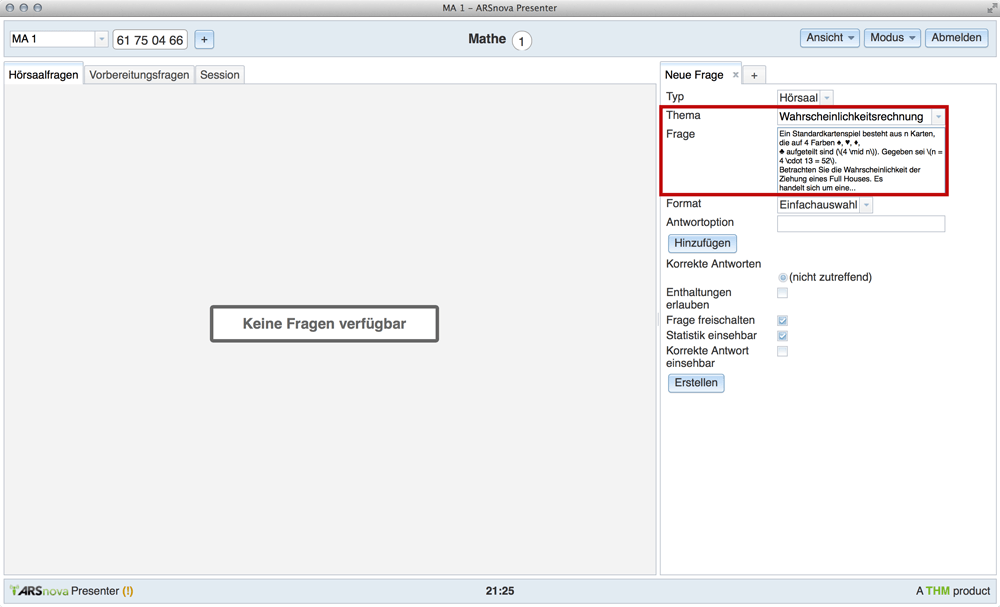 MA 1 - ARSnova Presenter
MA 1
61 75 04 66
+
Mathe 1
Ansicht
Modus
Abmelden
Hörsaalfragen
Vorbereitungsfragen
Session
Neue Frage
+
Typ
Hörsaal
Thema
Wahrscheinlichkeitsrechnung
Frage
Ein Standardkartenspiel besteht aus n Karten,
die auf 4 Farben ♠, ♥, ♦,
♣ aufgeteilt sind (\(4 \mid n\)). Gegeben sei \(n =
4 \cdot 13 = 52\).
Betrachten Sie die Wahrscheinlichkeit der
Ziehung eines Full Houses. Es
handelt sich um eine...
Format
Einfachauswahl
Antwortoption
Hinzufügen
Korrekte Antworten
(nicht zutreffend)
Enthaltungen
erlauben
Frage freischalten
Statistik einsehbar
Korrekte Antwort
einsehbar
Erstellen
Keine Fragen verfügbar
ARSnova Presenter (!)
21:25
A THM product